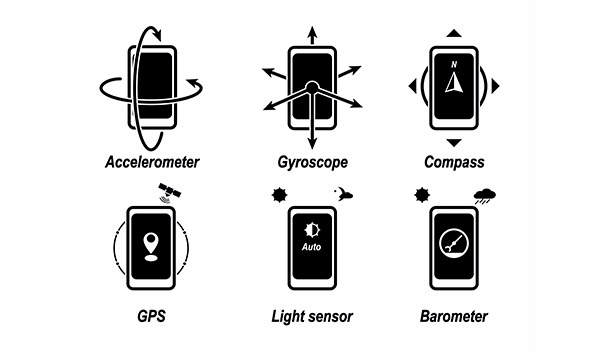 N
Accelerometer
Gyroscope
Compass
Auto
GPS
Light sensor
Barometer